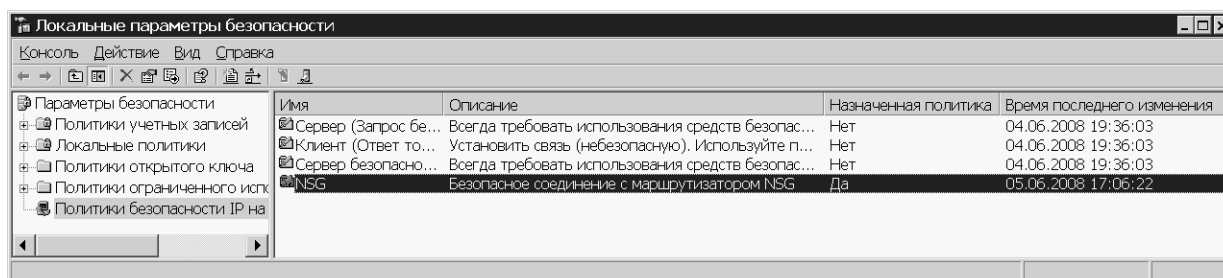 Локальные параметры безопасности
Консоль Действие Вид Справка
Параметры безопасности
Политики учетных записей
Локальные политики
Политики открытого ключа
Политики ограниченного испо
Политики безопасности IP на
Имя Описание Назначенная политика Время последнего изменения
Сервер (Запрос бе... Всегда требовать использования средств безопас... Нет 04.06.2008 19:36:03
Клиент (Ответ то... Установить связь (небезопасную). Используйте п... Нет 04.06.2008 19:36:03
Сервер безопасно... Всегда требовать использования средств безопас... Нет 04.06.2008 19:36:03
NSG Безопасное соединение с маршрутизатором NSG Да 05.06.2008 17:06:22